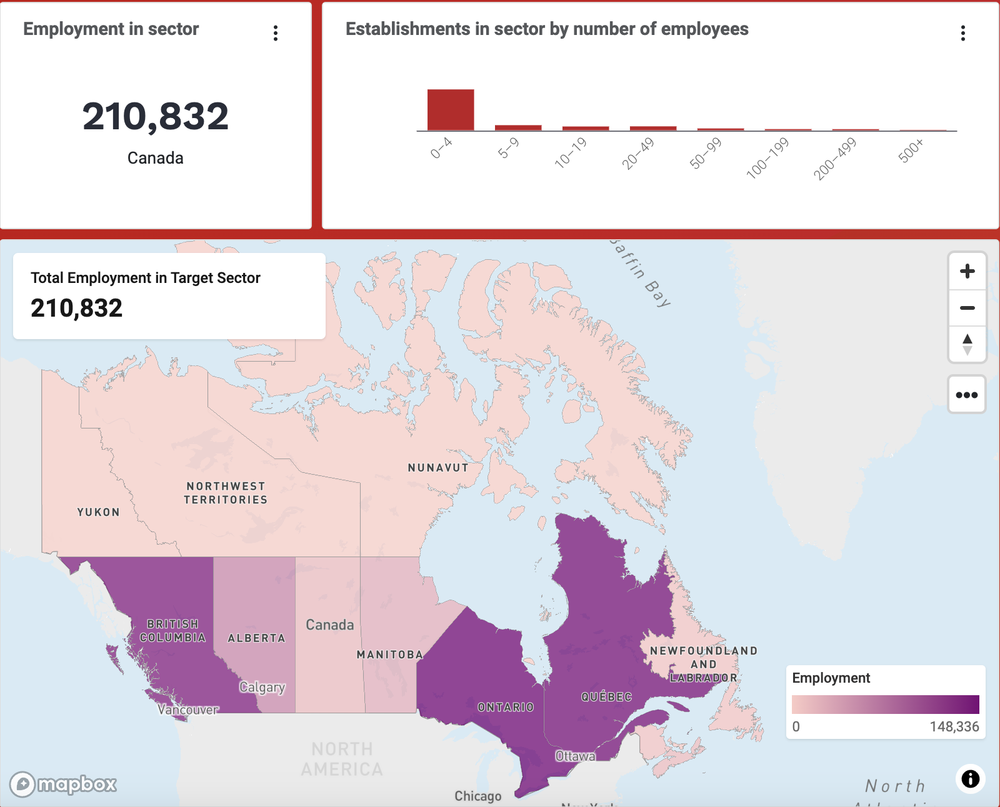 Employment in sector
210,832
Canada
Establishments in sector by number of employees
0–4
5–9
10–19
20–49
50–99
100–199
200–499
500+
Total Employment in Target Sector
210,832
Baffin Bay
NUNAVUT
NORTHWEST
TERRITORIES
YUKON
BRITISH
COLUMBIA
ALBERTA
Canada
MANITOBA
Calgary
Vancouver
ONTARIO
QUÉBEC
NEWFOUNDLAND
AND
LABRADOR
Ottawa
NORTH
AMERICA
Chicago
New York
Employment
0
148,336
North
Atlantic
mapbox